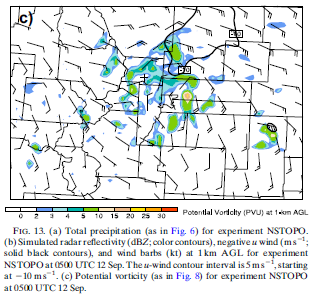 c)
Potential Vorticity (PVU) at 1km AGL
0 2 3 4 5 10 15 20 25 30
FIG. 13. (a) Total precipitation (as in Fig. 6) for experiment NSTOPO.
(b) Simulated radar reflectivity (dBZ; color contours), negative u wind (m s−1;
solid black contours), and wind barbs (kt) at 1 km AGL for experiment
NSTOPO at 0500 UTC 12 Sep. The u-wind contour interval is 5 m s−1, starting
at −10 m s−1. (c) Potential vorticity (as in Fig. 8) for experiment NSTOPO
at 0500 UTC 12 Sep.